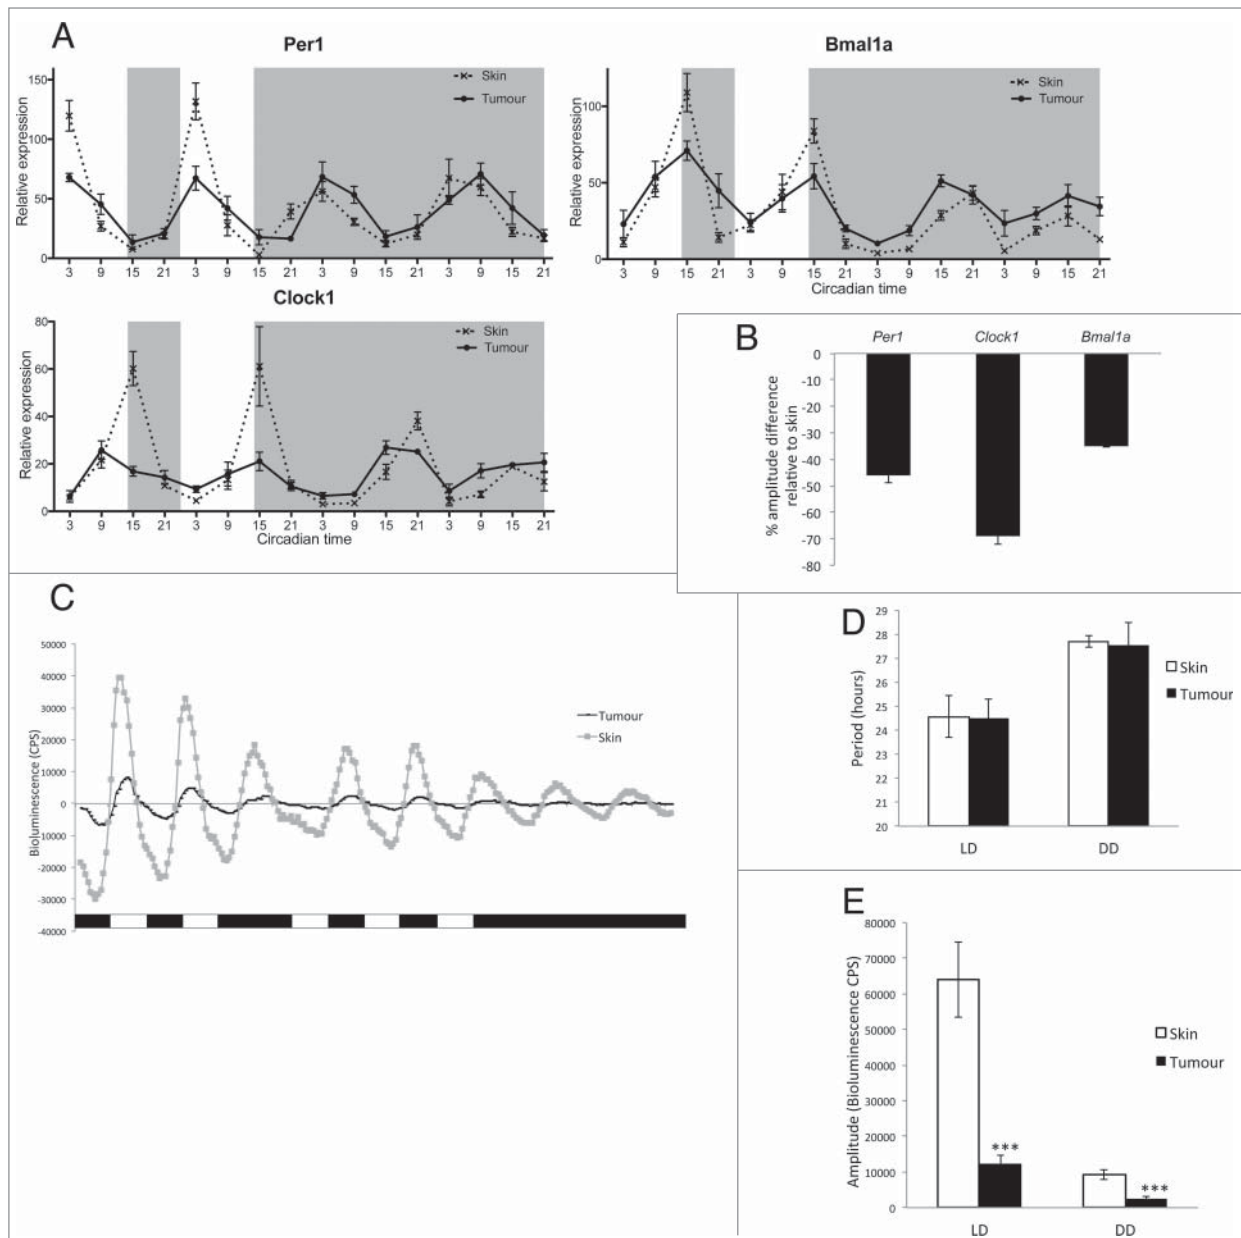 A
Per1
Skin
Tumour
Relative expression
150
100
50
0
3 9 15 21 3 9 15 21 3 9 15 21 3 9 15 21
Bmal1a
Skin
Tumour
Relative expression
100
50
0
3 9 15 21 3 9 15 21 3 9 15 21 3 9 15 21
Circadian time
Clock1
Skin
Tumour
Relative expression
80
60
40
20
0
3 9 15 21 3 9 15 21 3 9 15 21 3 9 15 21
Circadian time
B
Per1 Clock1 Bmal1a
% amplitude difference
relative to skin
0
-10
-20
-30
-40
-50
-60
-70
-80
C
Bioluminescence (CPS)
50000
40000
30000
20000
10000
0
-10000
-20000
-30000
-40000
Tumour
Skin
D
Period (hours)
29
28
27
26
25
24
23
22
21
20
Skin
Tumour
LD DD
E
Amplitude (Bioluminescence CPS)
80000
70000
60000
50000
40000
30000
20000
10000
0
Skin
Tumour
***
***
LD DD